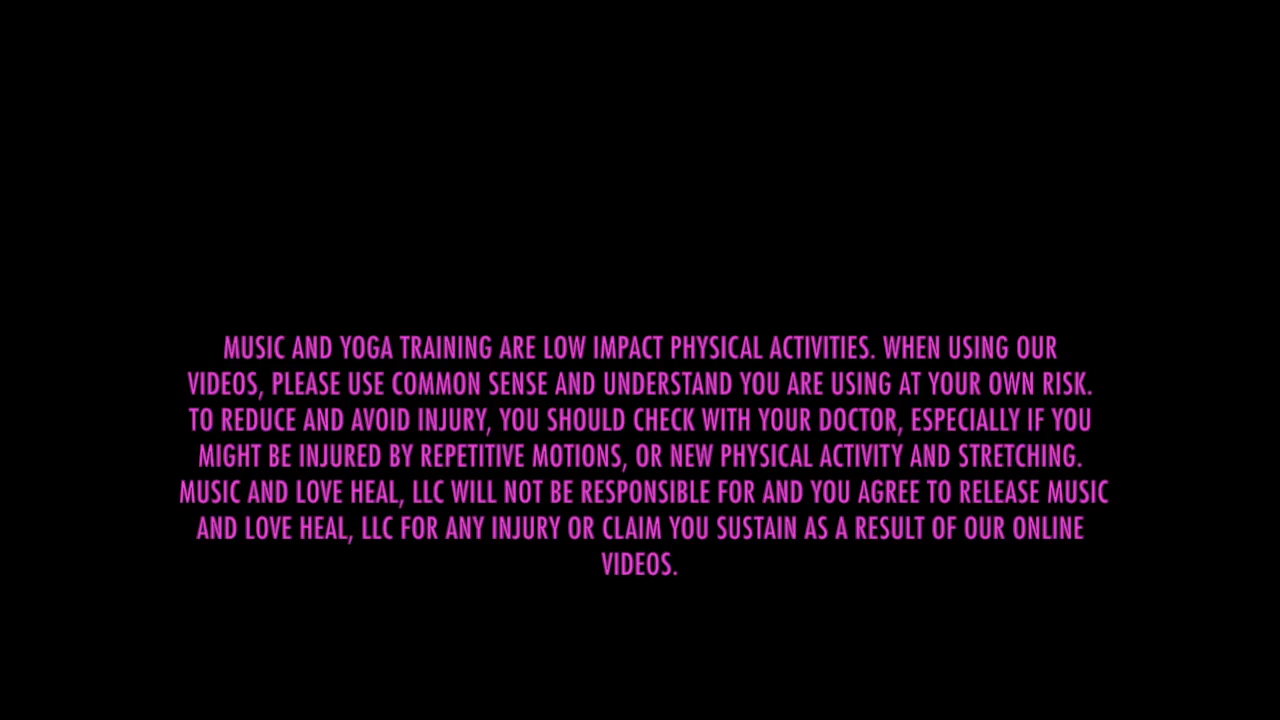 MUSIC AND YOGA TRAINING ARE LOW IMPACT PHYSICAL ACTIVITIES. WHEN USING OUR
VIDEOS, PLEASE USE COMMON SENSE AND UNDERSTAND YOU ARE USING AT YOUR OWN RISK.
TO REDUCE AND AVOID INJURY, YOU SHOULD CHECK WITH YOUR DOCTOR, ESPECIALLY IF YOU
MIGHT BE INJURED BY REPETITIVE MOTIONS, OR NEW PHYSICAL ACTIVITY AND STRETCHING.
MUSIC AND LOVE HEAL, LLC WILL NOT BE RESPONSIBLE FOR AND YOU AGREE TO RELEASE MUSIC
AND LOVE HEAL, LLC FOR ANY INJURY OR CLAIM YOU SUSTAIN AS A RESULT OF OUR ONLINE
VIDEOS.